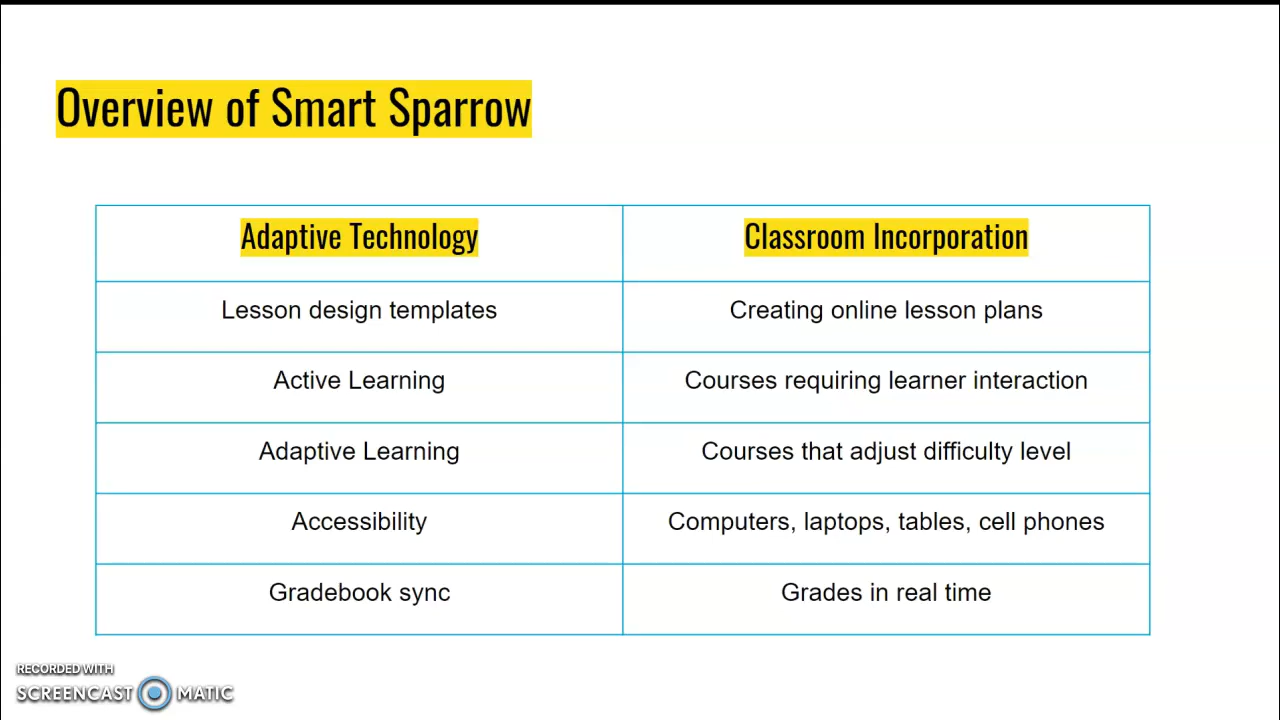 Overview of Smart Sparrow
Adaptive Technology
Classroom Incorporation
Lesson design templates
Creating online lesson plans
Active Learning
Courses requiring learner interaction
Adaptive Learning
Courses that adjust difficulty level
Accessibility
Computers, laptops, tables, cell phones
Gradebook sync
Grades in real time
RECORDED WITH
SCREENCAST MATIC